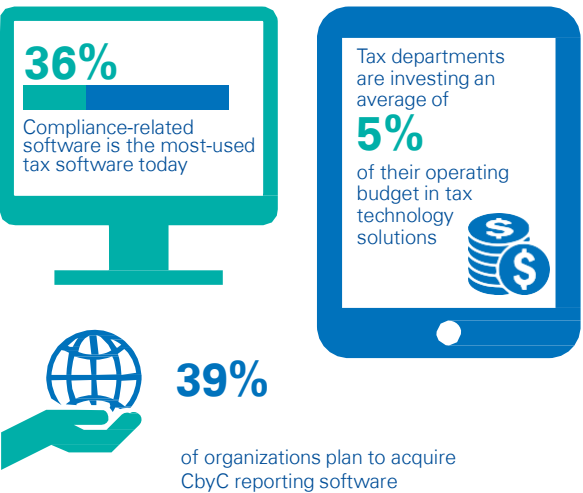 36%
Compliance-related
software is the most-used
tax software today
Tax departments
are investing an
average of
5%
of their operating
budget in tax
technology
solutions
$
$
39%
of organizations plan to acquire
CbyC reporting software